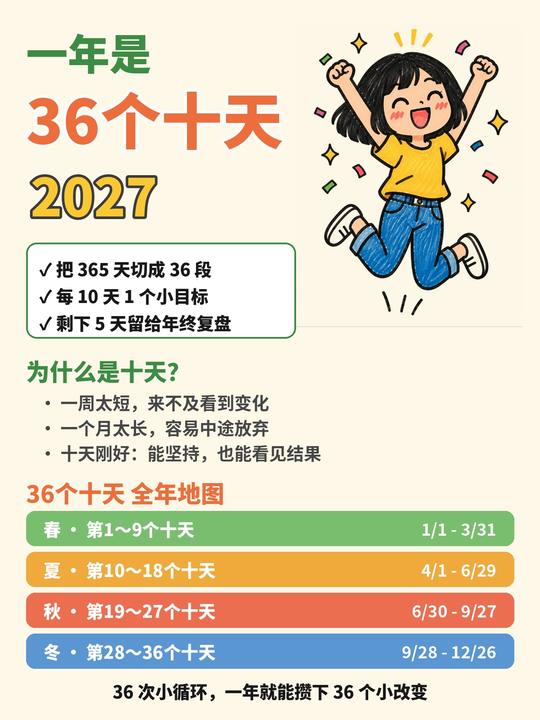 一年是
36个十天
2027
✓ 把 365 天切成 36 段
✓ 每 10 天 1 个小目标
✓ 剩下 5 天留给年终复盘
为什么是十天?
• 一周太短，来不及看到变化
• 一个月太长，容易中途放弃
• 十天刚好：能坚持，也能看见结果
36个十天 全年地图
春 • 第1～9个十天 1/1 - 3/31
夏 • 第10～18个十天 4/1 - 6/29
秋 • 第19～27个十天 6/30 - 9/27
冬 • 第28～36个十天 9/28 - 12/26
36 次小循环，一年就能攒下 36 个小改变